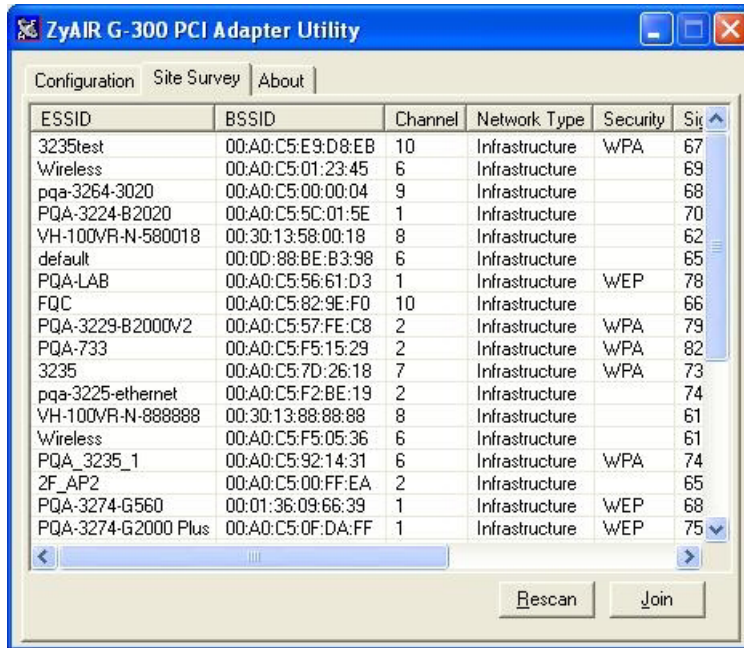 ZyAIR G-300 PCI Adapter Utility
Configuration Site Survey About
ESSID BSSID Channel Network Type Security
3235test 00:A0:C5:E9:D8:EB 10 Infrastructure WPA 67
Wireless 00:A0:C5:01:23:45 6 Infrastructure 69
pqa-3264-3020 00:A0:C5:00:00:04 9 Infrastructure 68
PQA-3224-B2020 00:A0:C5:5C:01:5E 1 Infrastructure 70
VH-100VR-N-580018 00:30:13:58:00:18 8 Infrastructure 62
default 00:0D:88:BE:B3:98 6 Infrastructure 65
PQA-LAB 00:A0:C5:56:61:D3 1 Infrastructure WEP 78
FQC 00:A0:C5:82:9E:F0 10 Infrastructure 66
PQA-3229-B2000V2 00:A0:C5:57:FE:C8 2 Infrastructure WPA 79
PQA-733 00:A0:C5:F5:15:29 2 Infrastructure WPA 82
3235 00:A0:C5:7D:26:18 7 Infrastructure WPA 73
pqa-3225-ethernet 00:A0:C5:F2:BE:19 2 Infrastructure 74
VH-100VR-N-888888 00:30:13:88:88:88 8 Infrastructure 61
Wireless 00:A0:C5:F5:05:36 6 Infrastructure 61
PQA_3235_1 00:A0:C5:92:14:31 6 Infrastructure WPA 74
2F_AP2 00:A0:C5:00:FF:EA 2 Infrastructure 65
PQA-3274-G560 00:01:36:09:66:39 1 Infrastructure WEP 68
PQA-3274-G2000 Plus 00:A0:C5:0F:DA:FF 1 Infrastructure WEP 75
Rescan Join